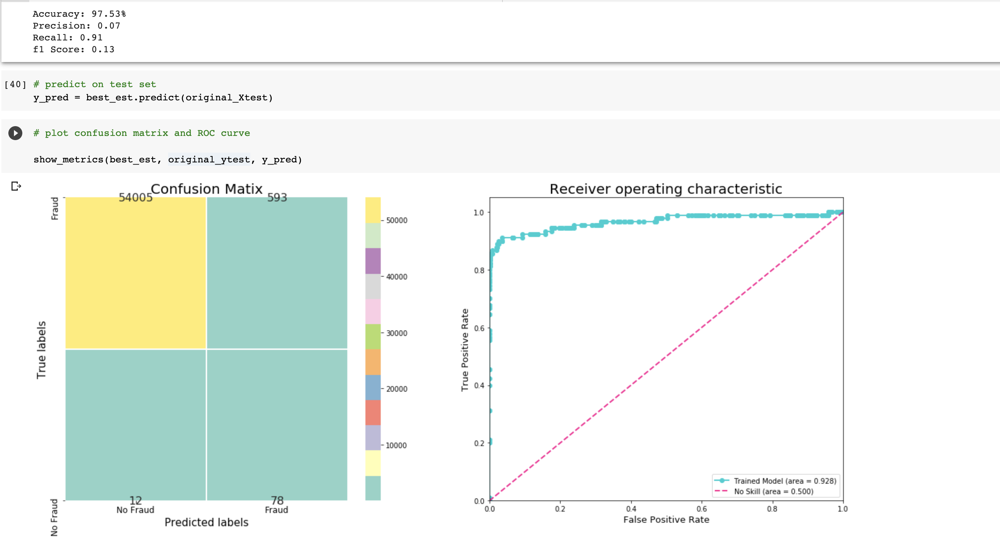 Accuracy: 97.53%
Precision: 0.07
Recall: 0.91
f1 Score: 0.13
[40] # predict on test set
y_pred = best_est.predict(original_Xtest)
# plot confusion matrix and ROC curve
show_metrics(best_est, original_ytest, y_pred)
Confusion Matix
54005 593
Fraud
True labels
No Fraud
12 78
No Fraud Fraud
Predicted labels
50000
40000
30000
20000
10000
Receiver operating characteristic
True Positive Rate
1.0
0.8
0.6
0.4
0.2
0.0
Trained Model (area = 0.928)
No Skill (area = 0.500)
0.0 0.2 0.4 0.6 0.8 1.0
False Positive Rate